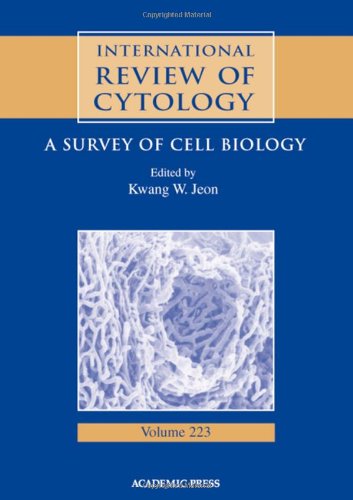 INTERNATIONAL
REVIEW OF
CYTOLOGY
A SURVEY OF CELL BIOLOGY
Edited by
Kwang W. Jeon
Volume 223
ACADEMIC PRESS